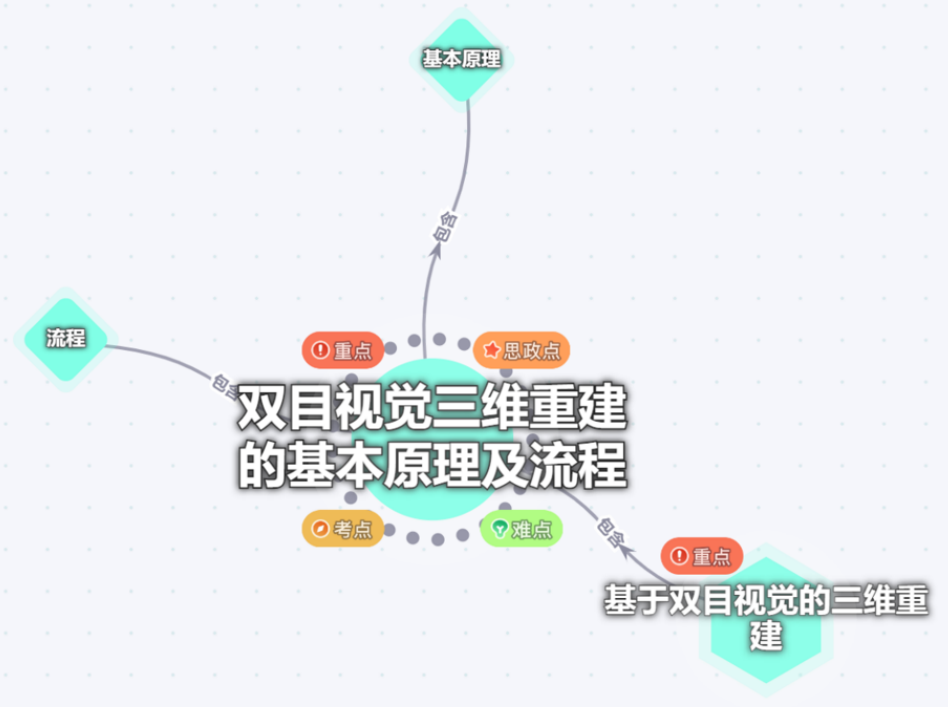 基本原理
包含
流程
重点
思政点
包含
双目视觉三维重建
的基本原理及流程
考点
难点
包含
重点
基于双目视觉的三维重
建